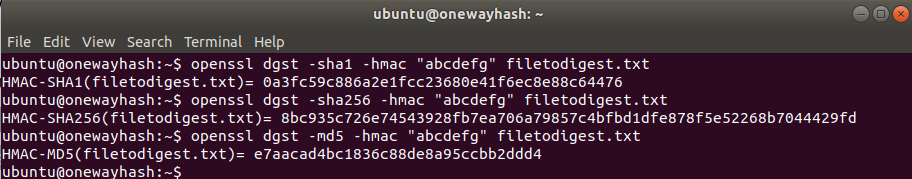 ubuntu@onewayhash: ~
File Edit View Search Terminal Help
ubuntu@onewayhash:~$ openssl dgst -sha1 -hmac "abcdefg" filetodigest.txt
HMAC-SHA1(filetodigest.txt)= 0a3fc59c886a2e1fcc23680e41f6ec8e88c64476
ubuntu@onewayhash:~$ openssl dgst -sha256 -hmac "abcdefg" filetodigest.txt
HMAC-SHA256(filetodigest.txt)= 8bc935c726e74543928fb7ea706a79857c4bfbd1dfe878f5e52268b7044429fd
ubuntu@onewayhash:~$ openssl dgst -md5 -hmac "abcdefg" filetodigest.txt
HMAC-MD5(filetodigest.txt)= e7aacad4bc1836c88de8a95ccbb2ddd4
ubuntu@onewayhash:~$